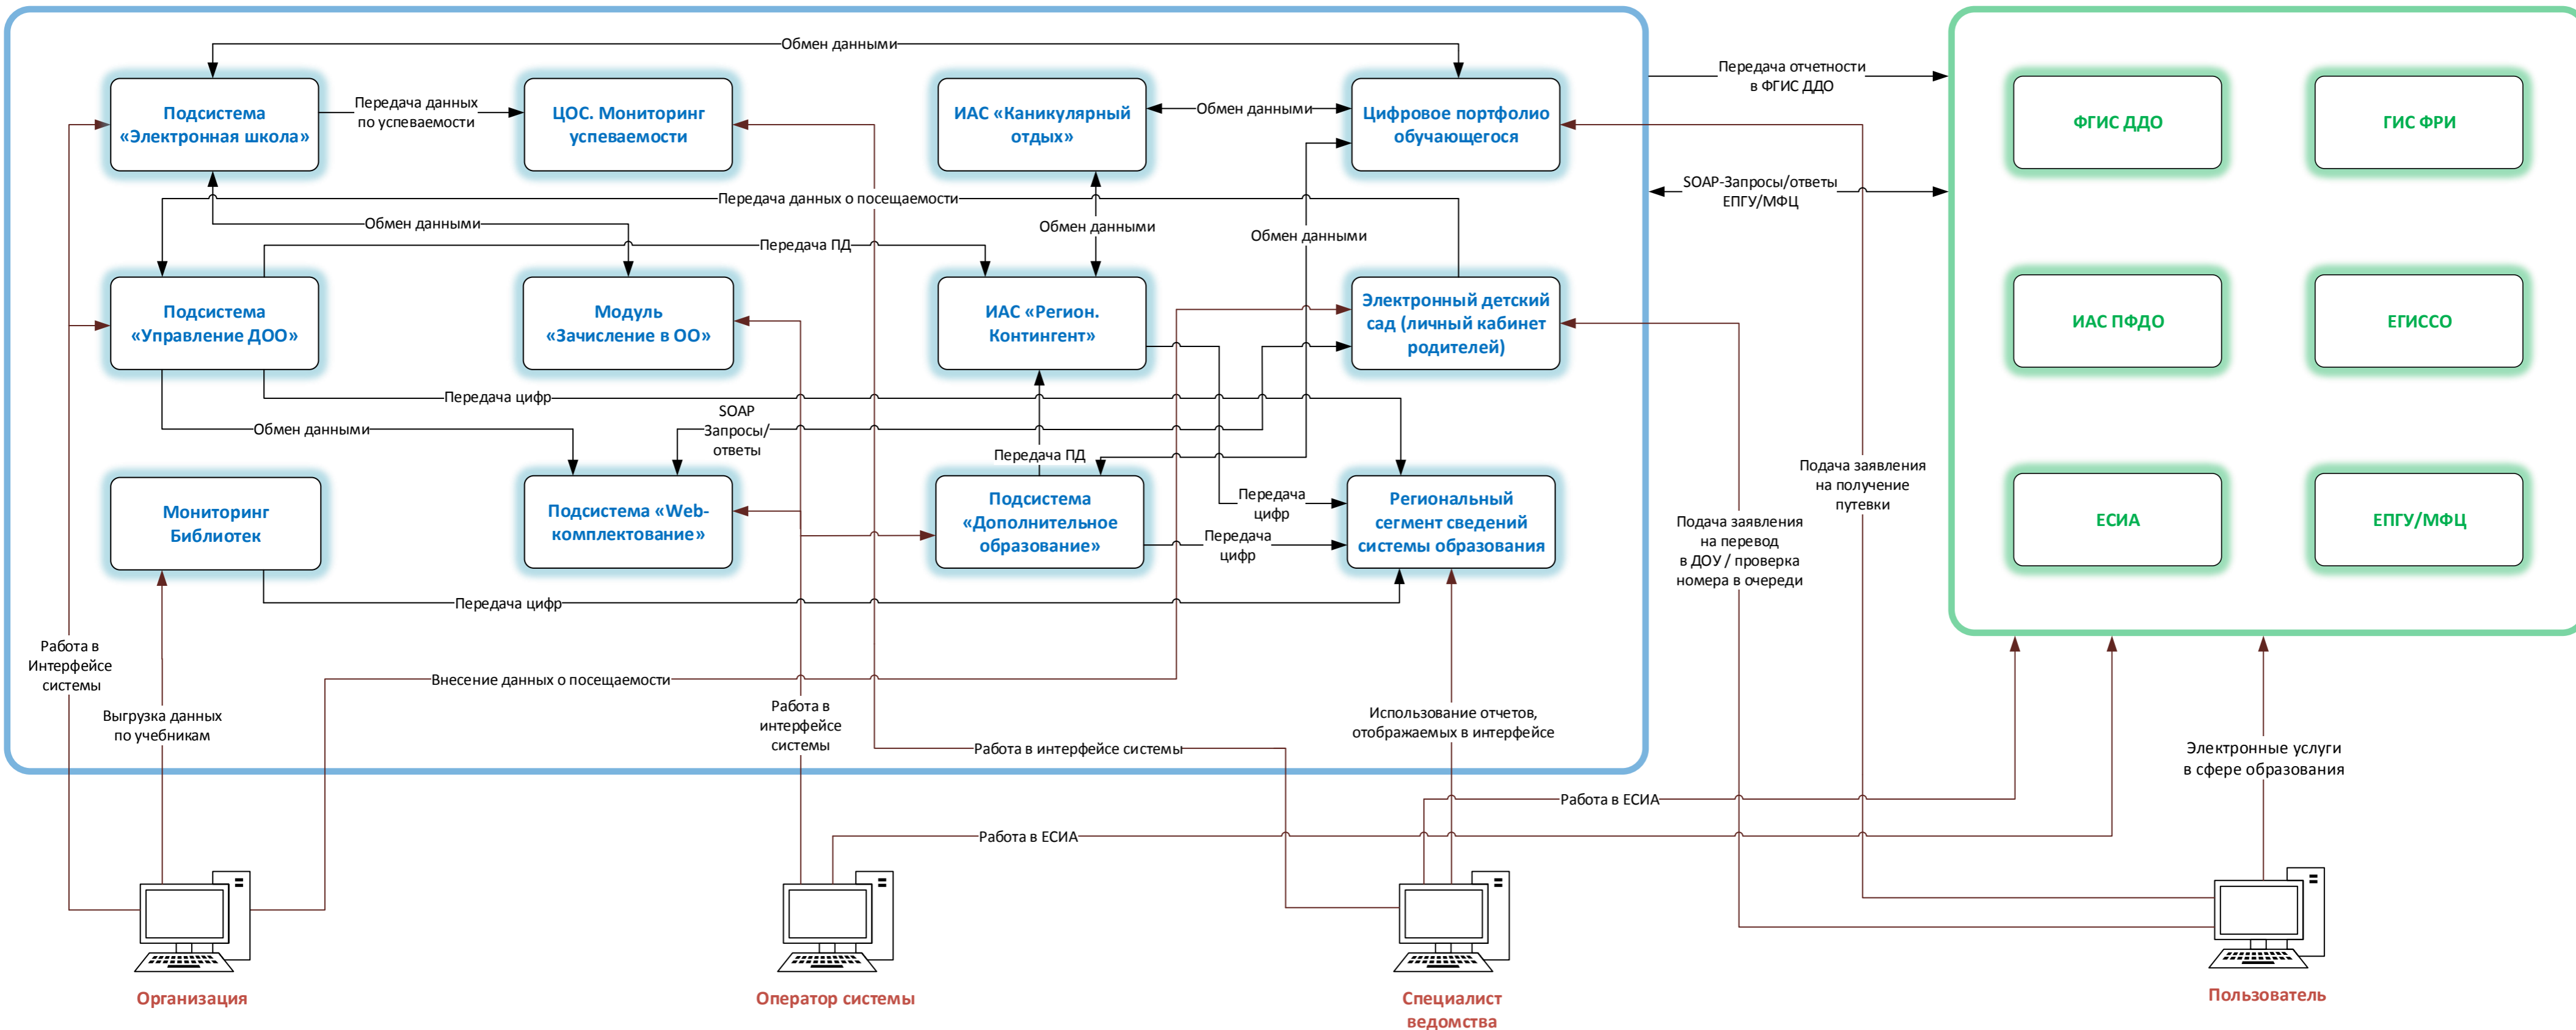 Обмен данными
Передача отчетности
в ФГИС ДДО
Подсистема
«Электронная школа»
Передача данных
по успеваемости
ЦОС. Мониторинг
успеваемости
ИАС «Каникулярный
отдых»
Обмен данными
Цифровое портфолио
обучающегося
ФГИС ДДО
ГИС ФРИ
SOAP-Запросы/ответы
ЕПГУ/МФЦ
Передача данных о посещаемости
Обмен данными
Обмен данными
Обмен данными
Передача ПД
Подсистема
«Управление ДОО»
Модуль
«Зачисление в ОО»
ИАС «Регион.
Контингент»
Электронный детский
сад (личный кабинет
родителей)
ИАС ПФДО
ЕГИССО
Передача цифр
SOAP
Запросы/
ответы
Обмен данными
Передача ПД
Подача заявления
на получение
путевки
Мониторинг
Библиотек
Подсистема «Web-
комплектование»
Подсистема
«Дополнительное
образование»
Передача
цифр
Передача
цифр
Региональный
сегмент сведений
системы образования
Подача заявления
на перевод
в ДОУ / проверка
номера в очереди
ЕСИА
ЕПГУ/МФЦ
Передача цифр
Работа в
Интерфейсе
системы
Внесение данных о посещаемости
Выгрузка данных
по учебникам
Работа в
интерфейсе
системы
Использование отчетов,
отображаемых в интерфейсе
Работа в интерфейсе системы
Электронные услуги
в сфере образования
Работа в ЕСИА
Работа в ЕСИА
Организация
Оператор системы
Специалист
ведомства
Пользователь